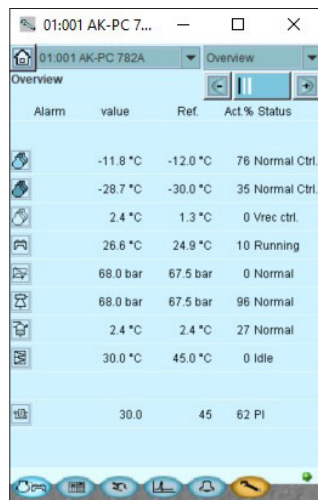 01:001 AK-PC 7...
01:001 AK-PC 782A Overview
Overview
Alarm value Ref. Act.% Status
-11.8 °C -12.0 °C 76 Normal Ctrl.
-28.7 °C -30.0 °C 35 Normal Ctrl.
2.4 °C 1.3 °C 0 Vrec ctrl.
26.6 °C 24.9 °C 10 Running
68.0 bar 67.5 bar 0 Normal
68.0 bar 67.5 bar 96 Normal
2.4 °C 2.4 °C 27 Normal
30.0 °C 45.0 °C 0 Idle
30.0 45 62 PI